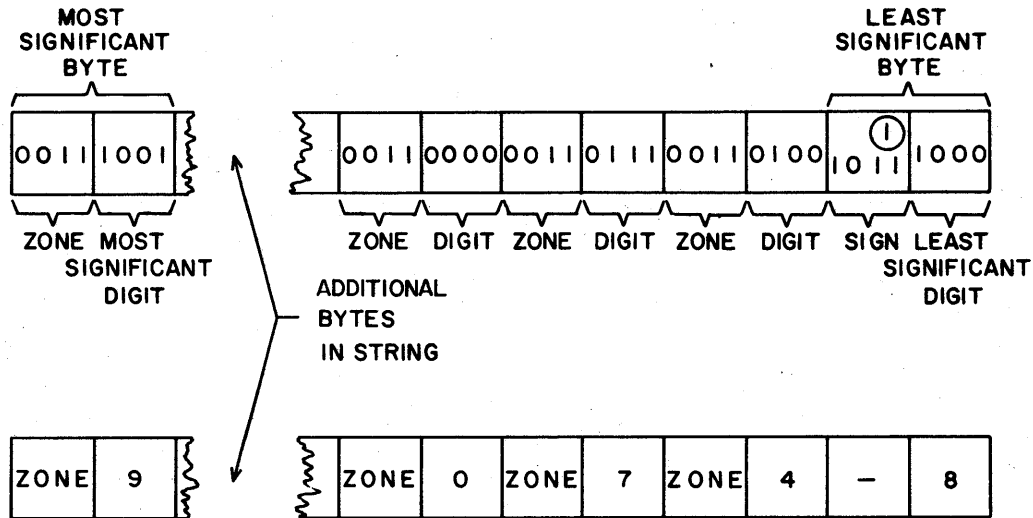 MOST SIGNIFICANT BYTE
LEAST SIGNIFICANT BYTE
0011 1001 0011 0000 0011 0111 0011 0100 1 1011 1000
ZONE MOST SIGNIFICANT DIGIT ZONE DIGIT ZONE DIGIT ZONE DIGIT SIGN LEAST SIGNIFICANT DIGIT
ADDITIONAL
BYTES
IN STRING
ZONE 9 ZONE 0 ZONE 7 ZONE 4 — 8